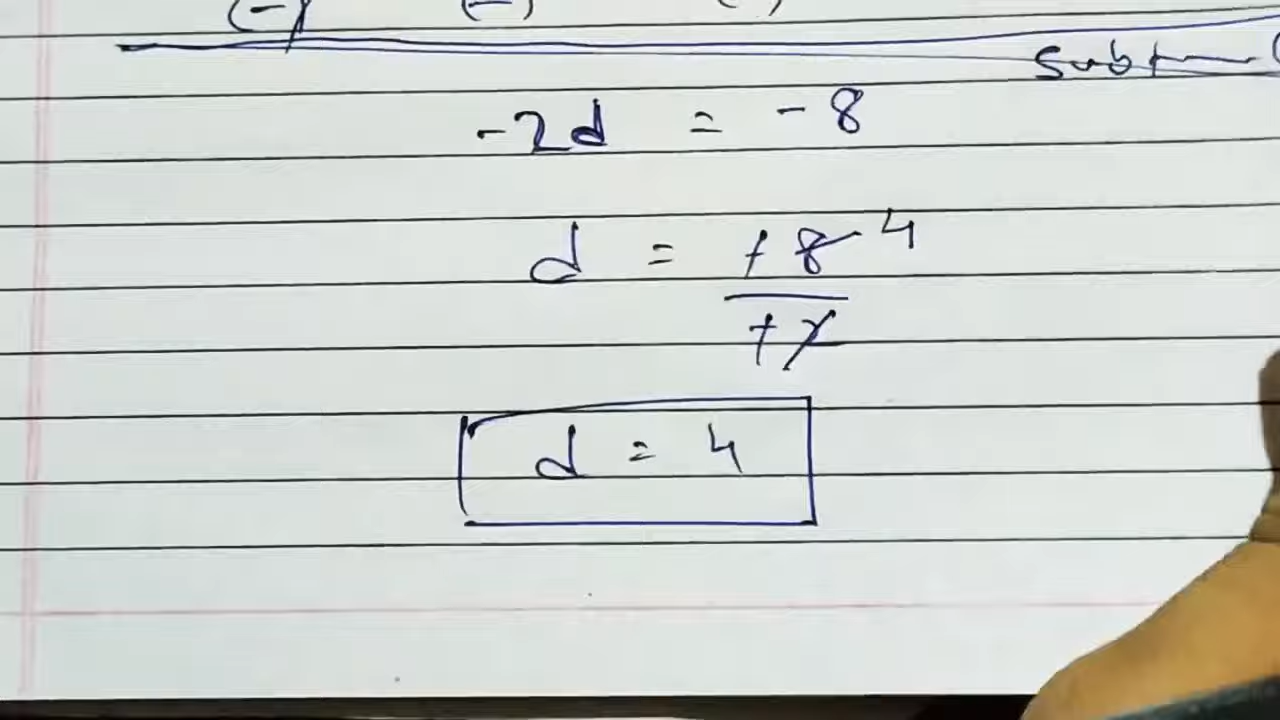 (-) (-) (-)
-2d = -8
d = +8 4
+2
d = 4